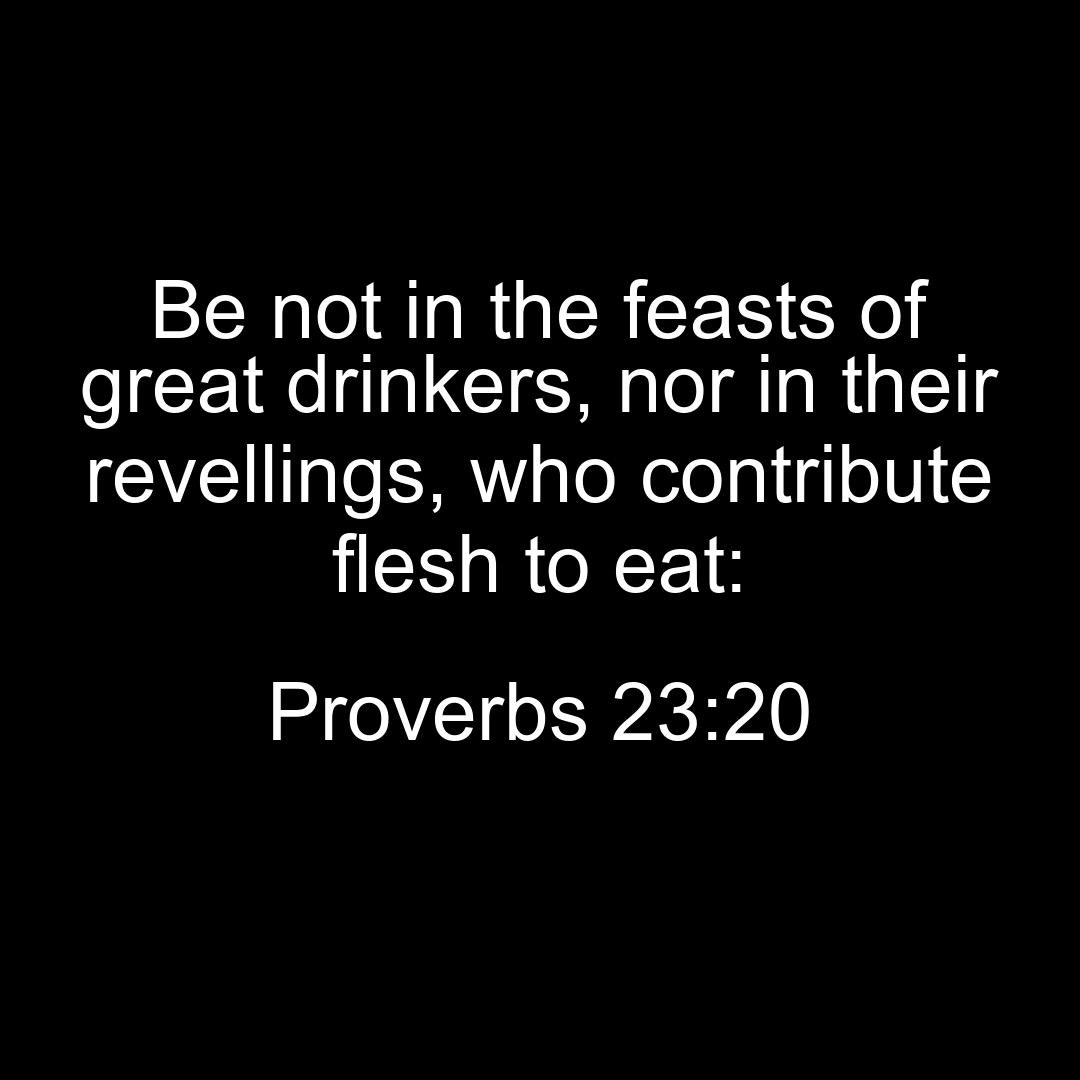 Be not in the feasts of
great drinkers, nor in their
revellings, who contribute
flesh to eat:
Proverbs 23:20